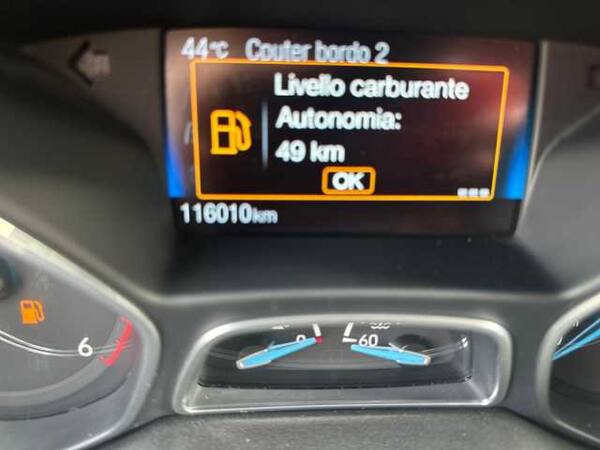 44°C Couter bordo 2
Livello carburante
Autonomia:
49 km
OK
116010km
6
60